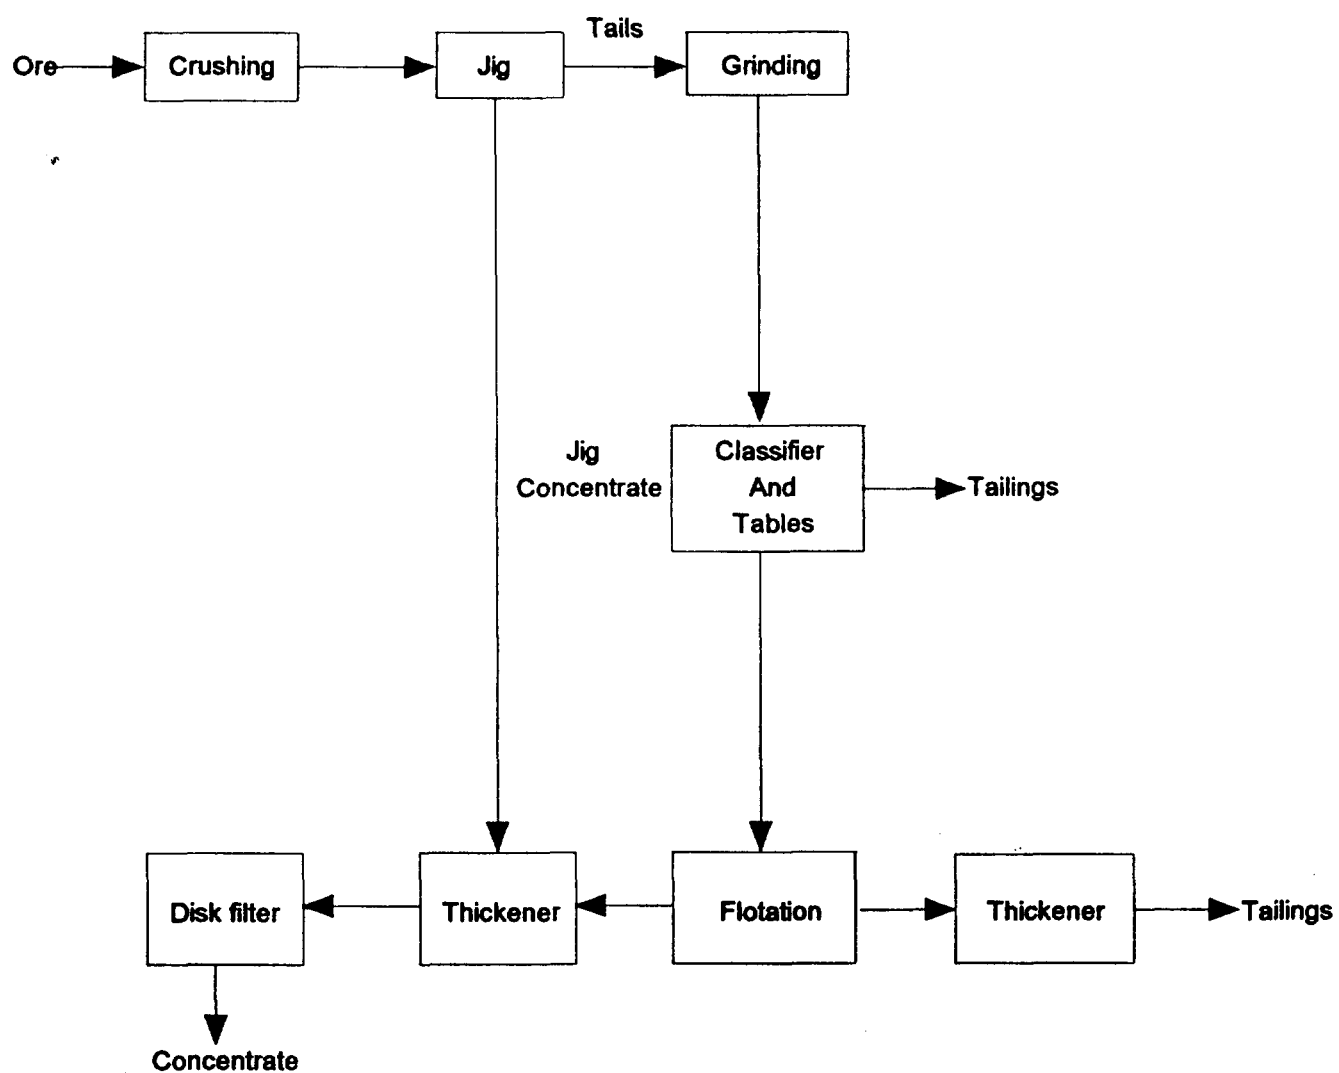 Tails
Ore
Crushing
Jig
Grinding
Jig
Concentrate
Classifier
And
Tables
Tailings
Disk filter
Thickener
Flotation
Thickener
Tailings
Concentrate